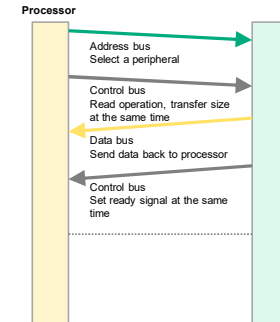 Processor
Address bus
Select a peripheral
Control bus
Read operation, transfer size
at the same time
Data bus
Send data back to processor
Control bus
Set ready signal at the same
time